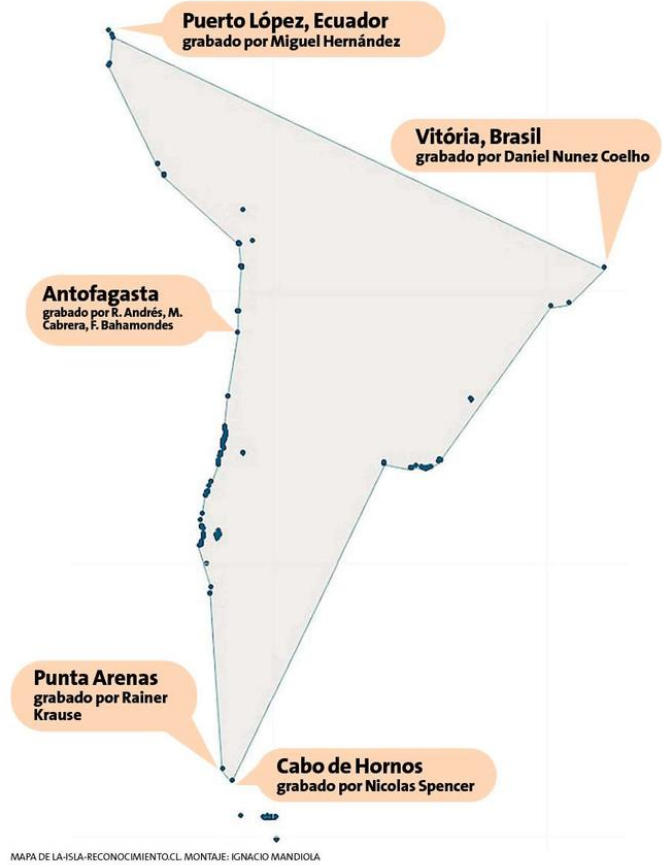 Puerto López, Ecuador
grabado por Miguel Hernández
Vitória, Brasil
grabado por Daniel Nunez Coelho
Antofagasta
grabado por R. Andrés, M.
Cabrera, F. Bahamondes
Punta Arenas
grabado por Rainer
Krause
Cabo de Hornos
grabado por Nicolas Spencer
MAPA DE LA-ISLA-RECONOCIMIENTO.CL. MONTAJE: IGNACIO MANDIOLA